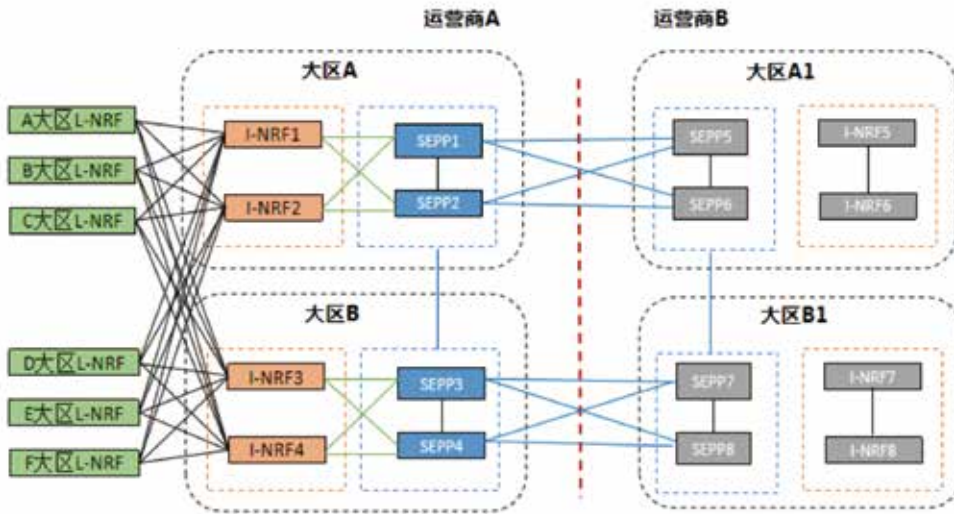 运营商A
运营商B
大区A
大区A1
A大区L-NRF
B大区L-NRF
C大区L-NRF
I-NRF1
I-NRF2
SEPP1
SEPP2
SEPP5
SEPP6
I-NRF5
I-NRF6
大区B
大区B1
D大区L-NRF
E大区L-NRF
F大区L-NRF
I-NRF3
I-NRF4
SEPP3
SEPP4
SEPP7
SEPP8
I-NRF7
I-NRF8